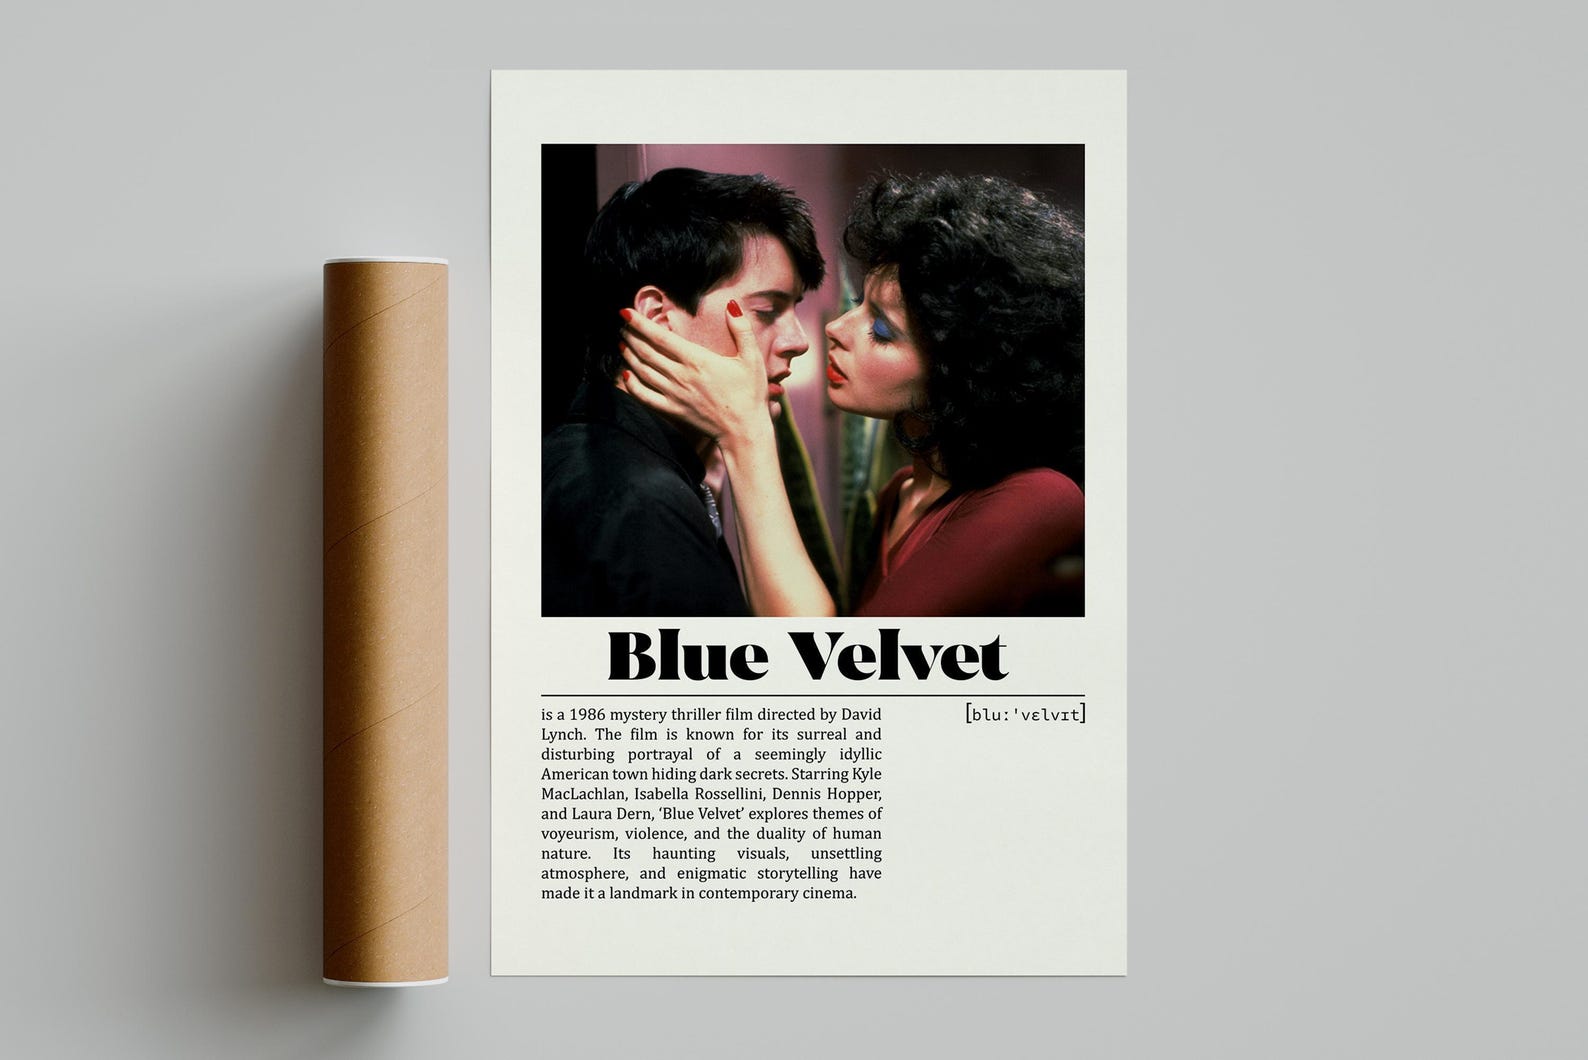 Blue Velvet
is a 1986 mystery thriller film directed by David
Lynch. The film is known for its surreal and
disturbing portrayal of a seemingly idyllic
American town hiding dark secrets. Starring Kyle
MacLachlan, Isabella Rossellini, Dennis Hopper,
and Laura Dern, ‘Blue Velvet’ explores themes of
voyeurism, violence, and the duality of human
nature. Its haunting visuals, unsettling
atmosphere, and enigmatic storytelling have
made it a landmark in contemporary cinema.
[bluː'vɛlvɪt]